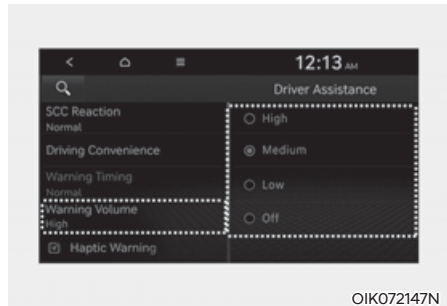 12:13 AM
Driver Assistance
SCC Reaction
Normal
Driving Convenience
Warning Timing
Normal
Warning Volume
High
Haptic Warning
High
Medium
Low
Off
OIK072147N